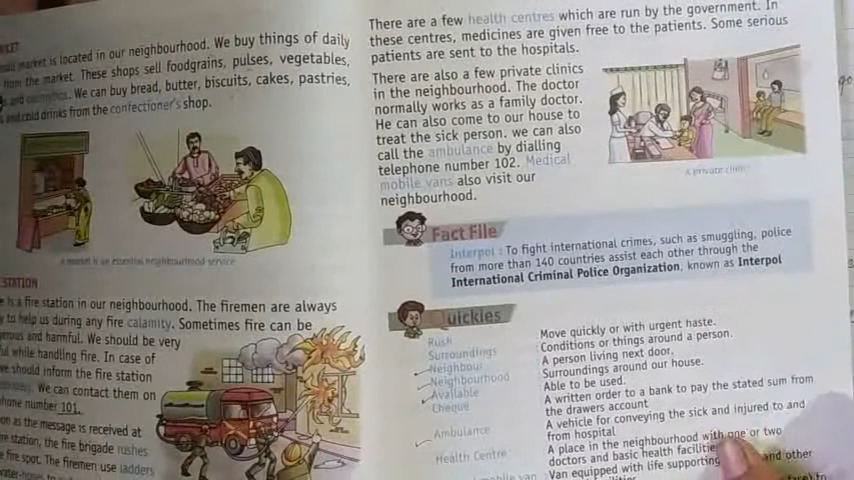 market is located in our neighbourhood. We buy things of daily
from the market. These shops sell foodgrains, pulses, vegetables,
and cosmetics. We can buy bread, butter, biscuits, cakes, pastries,
and cold drinks from the confectioner's shop.
A market is an essential neighbourhood service
STATION
is a fire station in our neighbourhood. The firemen are always
to help us during any fire calamity. Sometimes fire can be
and harmful. We should be very
while handling fire. In case of
we should inform the fire station
We can contact them on
number 101.
as the message is received at
station, the fire brigade rushes
fire spot. The firemen use ladders
There are a few health centres which are run by the government. In
these centres, medicines are given free to the patients. Some serious
patients are sent to the hospitals.
There are also a few private clinics
in the neighbourhood. The doctor
normally works as a family doctor.
He can also come to our house to
treat the sick person. we can also
call the ambulance by dialling
telephone number 102. Medical
mobile vans also visit our
neighbourhood.
A private clinic
Fact File
Interpol : To fight international crimes, such as smuggling, police
from more than 140 countries assist each other through the
International Criminal Police Organization, known as Interpol
Quickies
Rush Move quickly or with urgent haste.
Surroundings Conditions or things around a person.
Neighbour A person living next door.
Neighbourhood Surroundings around our house.
Available Able to be used.
Cheque A written order to a bank to pay the stated sum from
the drawers account
Ambulance A vehicle for conveying the sick and injured to and
from hospital
Health Centre A place in the neighbourhood with one or two
doctors and basic health facilities
mobile van Van equipped with life supporting and other